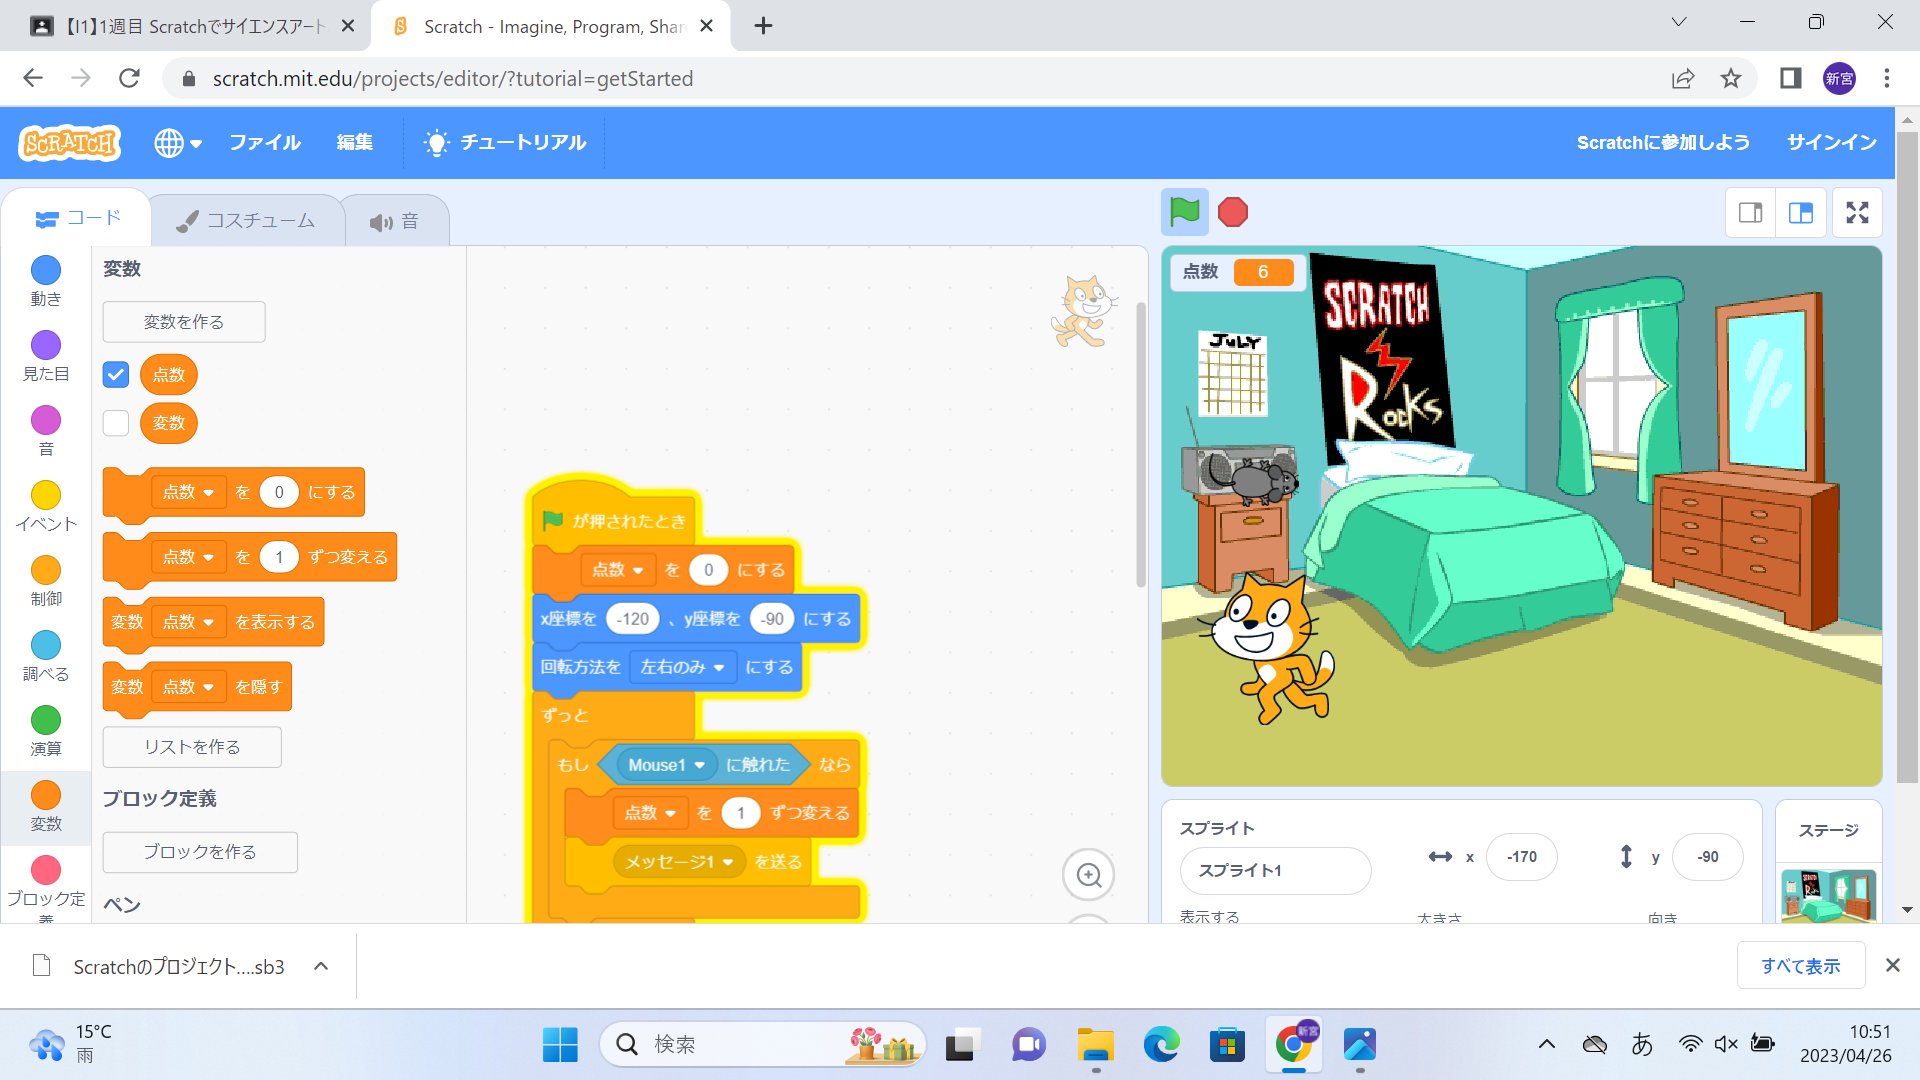 【I1】1週目 Scratchでサイエンスアート
Scratch - Imagine, Program, Shar
scratch.mit.edu/projects/editor/?tutorial=getStarted
新宮
SCRATCH
ファイル
編集
チュートリアル
Scratchに参加しよう
サインイン
コード
コスチューム
音
動き
見た目
音
イベント
制御
調べる
演算
変数
ブロック定義
変数
変数を作る
点数
変数
点数 を 0 にする
点数 を 1 ずつ変える
変数 点数 を表示する
変数 点数 を隠す
リストを作る
ブロック定義
ブロックを作る
ペン
が押されたとき
点数 を 0 にする
x座標を -120 、y座標を -90 にする
回転方法を 左右のみ にする
ずっと
もし Mouse1 に触れた なら
点数 を 1 ずつ変える
メッセージ1 を送る
点数 6
JULY
SCRATCH
Rocks
スプライト
スプライト1
x -170
y -90
表示する
大きさ
向き
ステージ
Scratchのプロジェクト....sb3
すべて表示
15°C
雨
検索
新宮
あ
10:51
2023/04/26